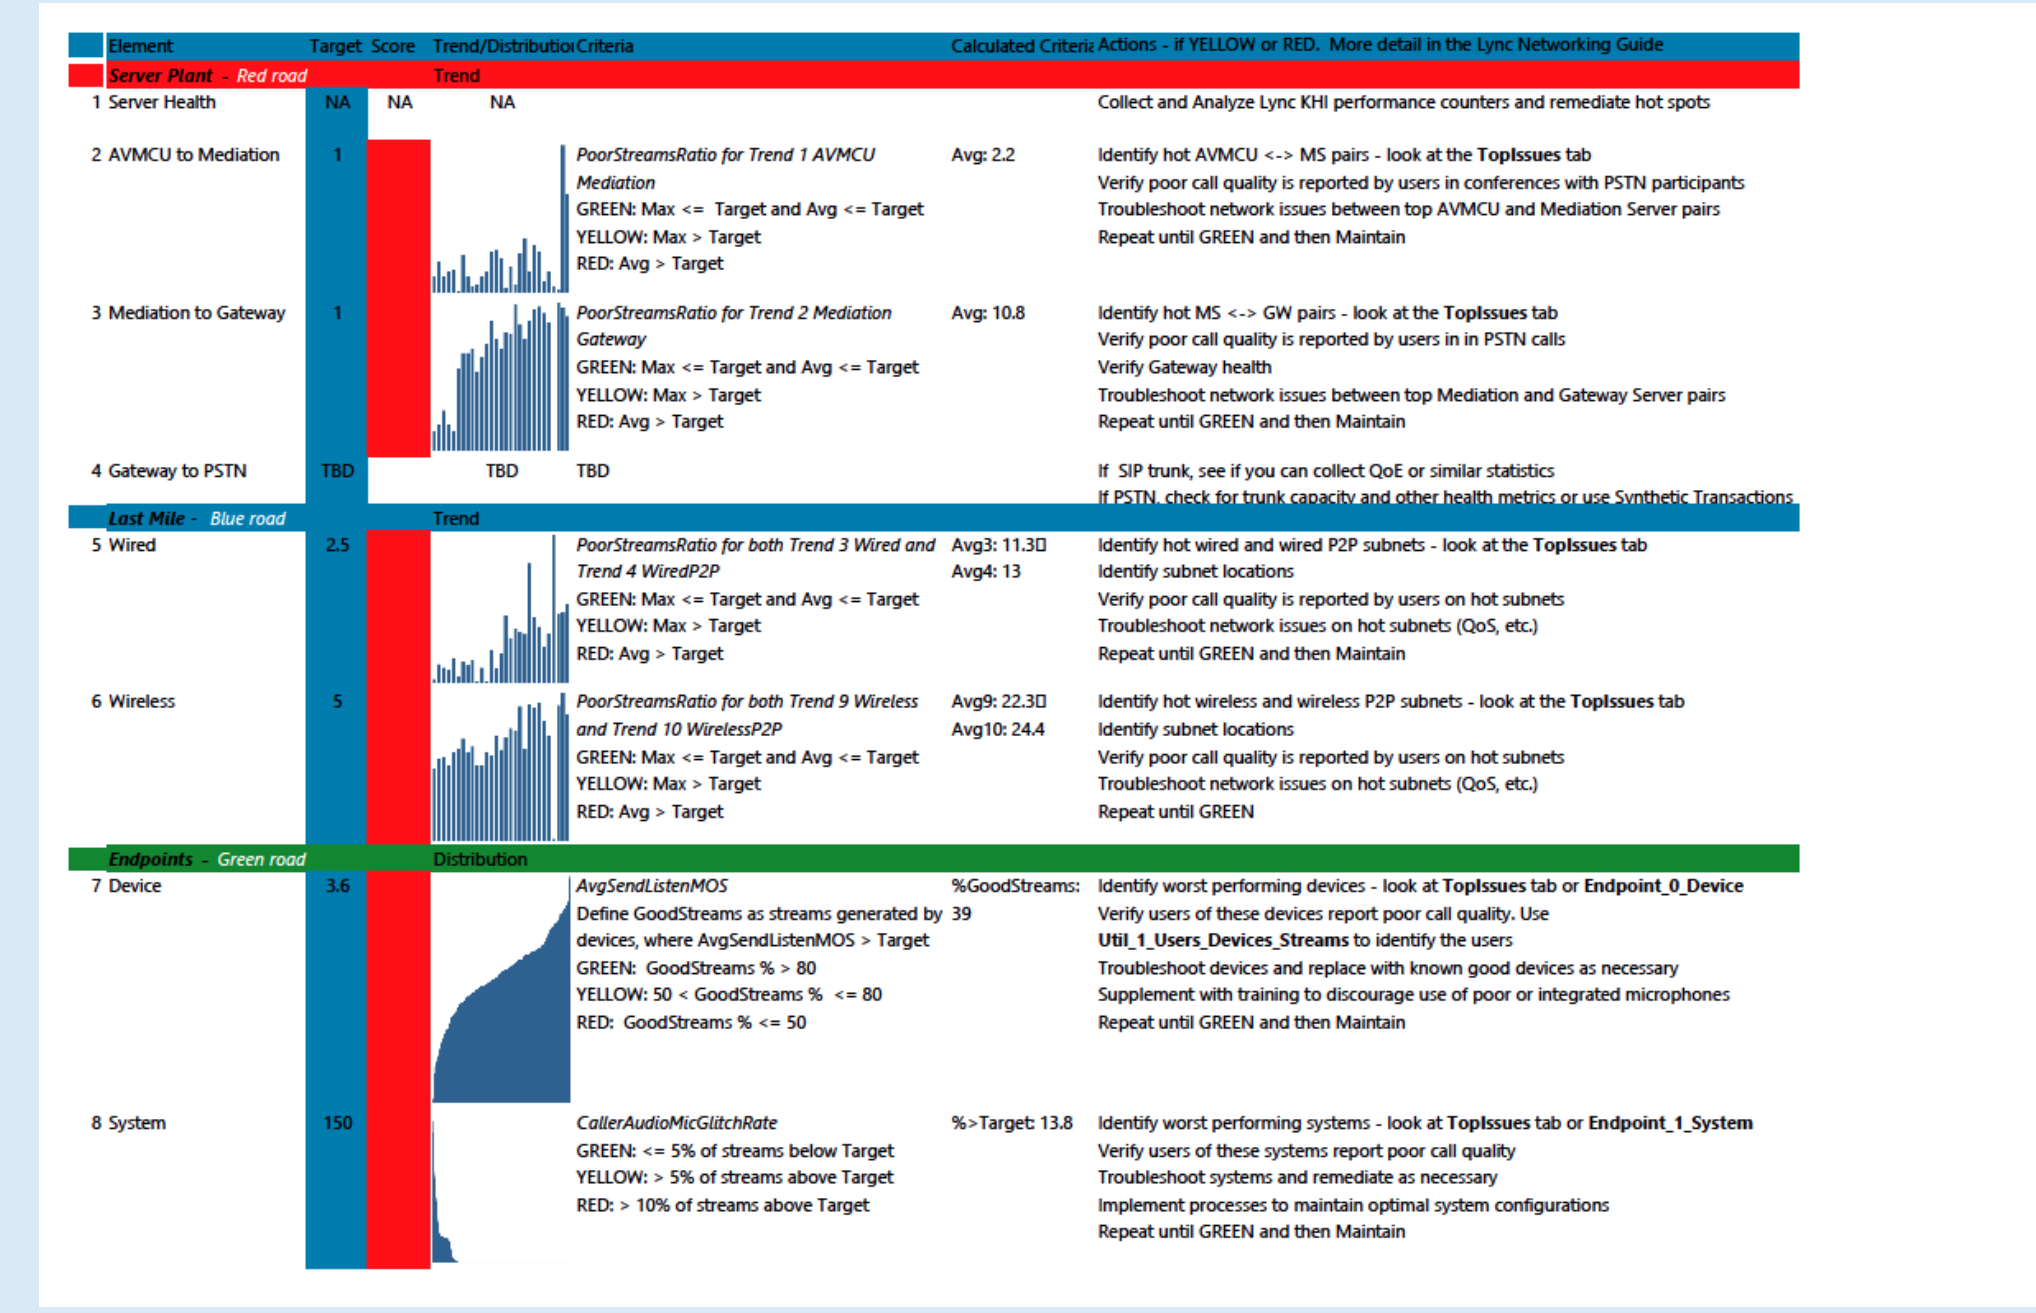 Element Target Score Trend/Distribution Criteria Calculated Criteria Actions - if YELLOW or RED. More detail in the Lync Networking Guide
Server Plant - Red road Trend
1 Server Health NA NA NA Collect and Analyze Lync KHI performance counters and remediate hot spots
2 AVMCU to Mediation 1 PoorStreamsRatio for Trend 1 AVMCU Avg: 2.2 Identify hot AVMCU <-> MS pairs - look at the TopIssues tab
Mediation Verify poor call quality is reported by users in conferences with PSTN participants
GREEN: Max <= Target and Avg <= Target Troubleshoot network issues between top AVMCU and Mediation Server pairs
YELLOW: Max > Target Repeat until GREEN and then Maintain
RED: Avg > Target
3 Mediation to Gateway 1 PoorStreamsRatio for Trend 2 Mediation Avg: 10.8 Identify hot MS <-> GW pairs - look at the TopIssues tab
Gateway Verify poor call quality is reported by users in in PSTN calls
GREEN: Max <= Target and Avg <= Target Verify Gateway health
YELLOW: Max > Target Troubleshoot network issues between top Mediation and Gateway Server pairs
RED: Avg > Target Repeat until GREEN and then Maintain
4 Gateway to PSTN TBD TBD TBD If SIP trunk, see if you can collect QoE or similar statistics
If PSTN, check for trunk capacity and other health metrics or use Synthetic Transactions
Last Mile - Blue road Trend
5 Wired 2.5 PoorStreamsRatio for both Trend 3 Wired and Avg3: 11.3 Identify hot wired and wired P2P subnets - look at the TopIssues tab
Trend 4 WiredP2P Avg4: 13 Identify subnet locations
GREEN: Max <= Target and Avg <= Target Verify poor call quality is reported by users on hot subnets
YELLOW: Max > Target Troubleshoot network issues on hot subnets (QoS, etc.)
RED: Avg > Target Repeat until GREEN and then Maintain
6 Wireless 5 PoorStreamsRatio for both Trend 9 Wireless Avg9: 22.3 Identify hot wireless and wireless P2P subnets - look at the TopIssues tab
and Trend 10 WirelessP2P Avg10: 24.4 Identify subnet locations
GREEN: Max <= Target and Avg <= Target Verify poor call quality is reported by users on hot subnets
YELLOW: Max > Target Troubleshoot network issues on hot subnets (QoS, etc.)
RED: Avg > Target Repeat until GREEN
Endpoints - Green road Distribution
7 Device 3.6 AvgSendListenMOS %GoodStreams: Identify worst performing devices - look at TopIssues tab or Endpoint_0_Device
Define GoodStreams as streams generated by 39 Verify users of these devices report poor call quality. Use
devices, where AvgSendListenMOS > Target Util_1_Users_Devices_Streams to identify the users
GREEN: GoodStreams % > 80 Troubleshoot devices and replace with known good devices as necessary
YELLOW: 50 < GoodStreams % <= 80 Supplement with training to discourage use of poor or integrated microphones
RED: GoodStreams % <= 50 Repeat until GREEN and then Maintain
8 System 150 CallerAudioMicGlitchRate %>Target: 13.8 Identify worst performing systems - look at TopIssues tab or Endpoint_1_System
GREEN: <= 5% of streams below Target Verify users of these systems report poor call quality
YELLOW: > 5% of streams above Target Troubleshoot systems and remediate as necessary
RED: > 10% of streams above Target Implement processes to maintain optimal system configurations
Repeat until GREEN and then Maintain